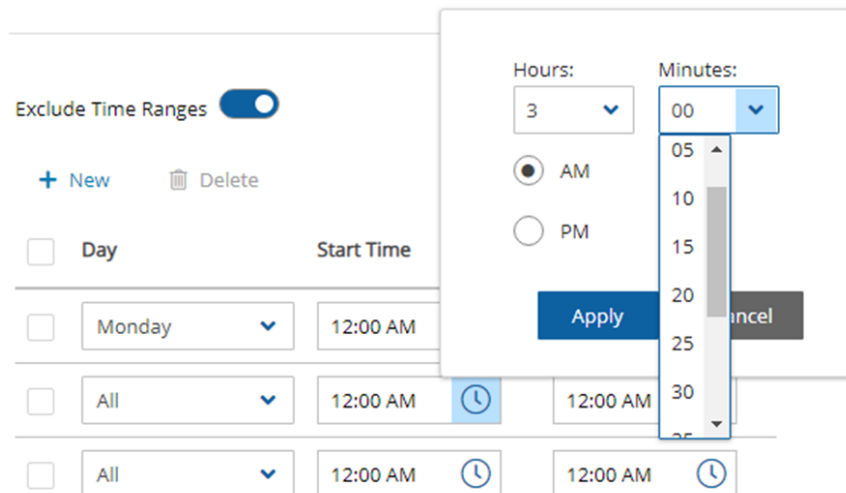 Hours: Minutes:
3 00
Exclude Time Ranges
05
AM
New Delete
10
PM
15
Day Start Time
20
Apply
25
Monday 12:00 AM
30
All 12:00 AM 12:00 AM
All 12:00 AM 12:00 AM